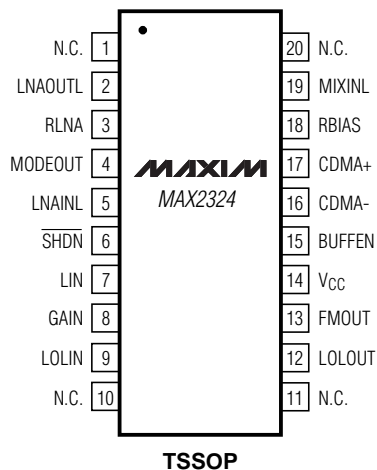 N.C. 1 20 N.C.
LNAOUTL 2 19 MIXINL
RLNA 3 18 RBIAS
MODEOUT 4 MAXIM 17 CDMA+
LNAINL 5 MAX2324 16 CDMA-
SHDN 6 15 BUFFEN
LIN 7 14 VCC
GAIN 8 13 FMOUT
LOLIN 9 12 LOLOUT
N.C. 10 11 N.C.
TSSOP